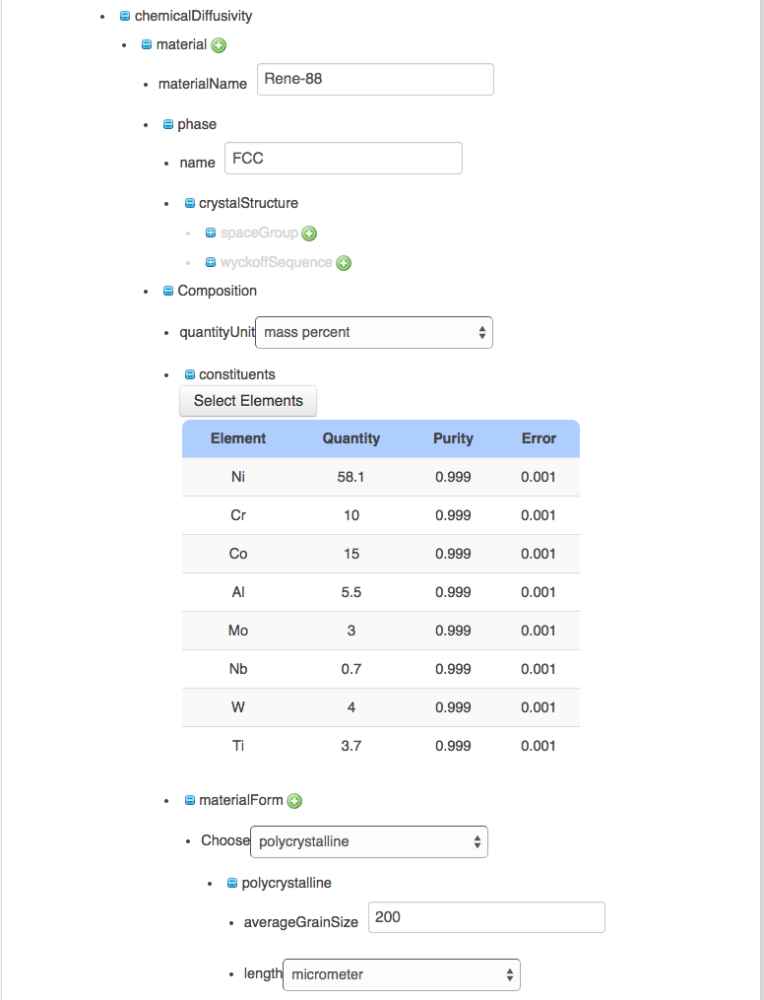 chemicalDiffusivity
material
materialName Rene-88
phase
name FCC
crystalStructure
spaceGroup
wyckoffSequence
Composition
quantityUnit mass percent
constituents
Select Elements
Element Quantity Purity Error
Ni 58.1 0.999 0.001
Cr 10 0.999 0.001
Co 15 0.999 0.001
Al 5.5 0.999 0.001
Mo 3 0.999 0.001
Nb 0.7 0.999 0.001
W 4 0.999 0.001
Ti 3.7 0.999 0.001
materialForm
Choose polycrystalline
polycrystalline
averageGrainSize 200
length micrometer